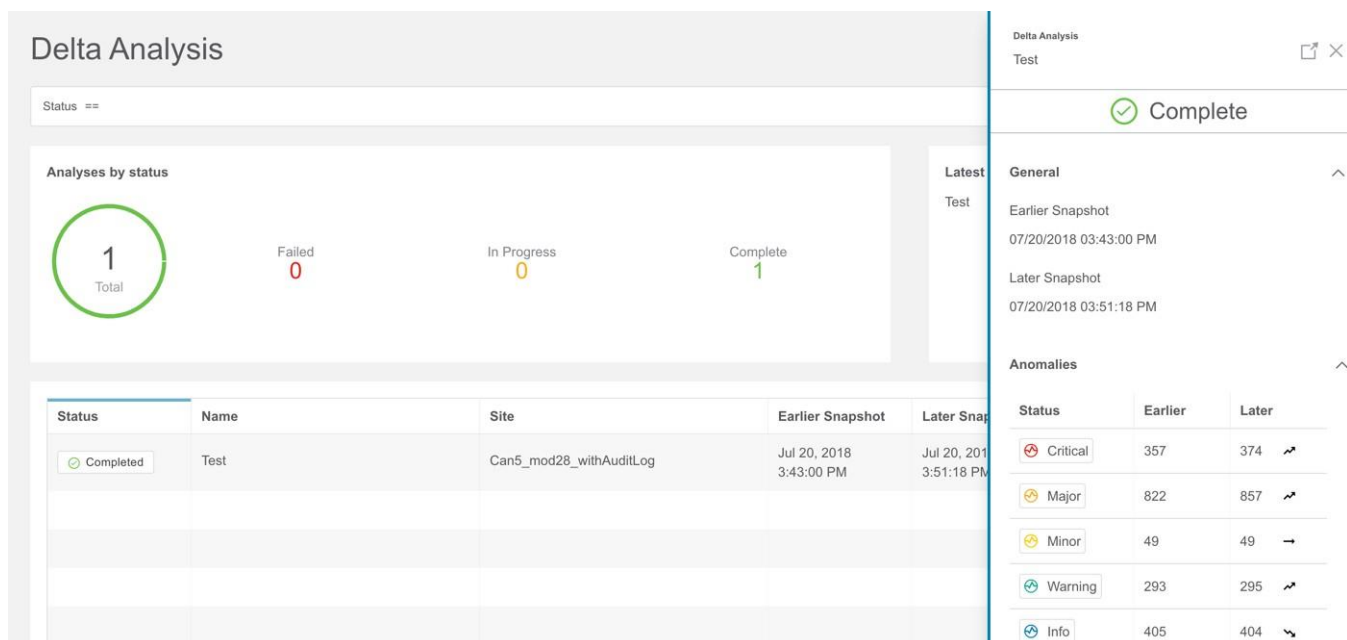 Delta Analysis
Status ==
Analyses by status
1
Total
Failed
0
In Progress
0
Complete
1
Latest
Test
Status Name Site Earlier Snapshot Later Snap
Completed Test Can5_mod28_withAuditLog Jul 20, 2018 Jul 20, 201
3:43:00 PM 3:51:18 PM
Delta Analysis
Test
Complete
General
Earlier Snapshot
07/20/2018 03:43:00 PM
Later Snapshot
07/20/2018 03:51:18 PM
Anomalies
Status Earlier Later
Critical 357 374
Major 822 857
Minor 49 49
Warning 293 295
Info 405 404